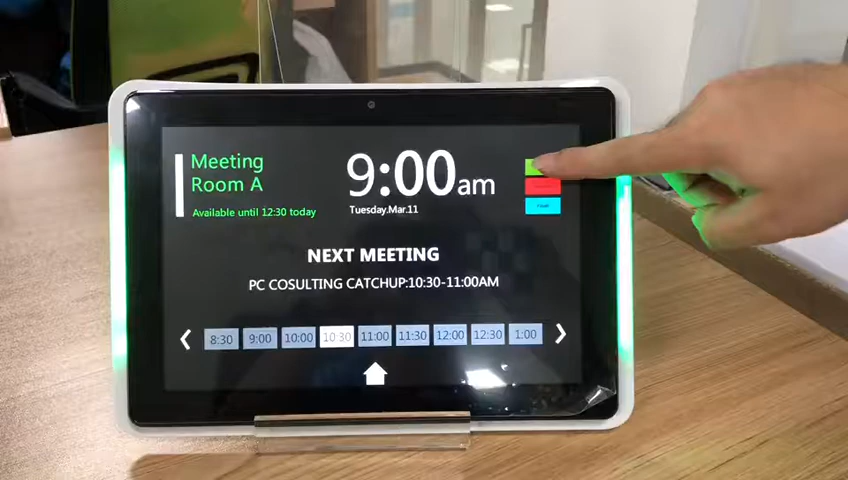 Meeting
Room A
Available until 12:30 today
9:00am
Tuesday.Mar.11
NEXT MEETING
PC COSULTING CATCHUP:10:30-11:00AM
8:30 9:00 10:00 10:30 11:00 11:30 12:00 12:30 1:00